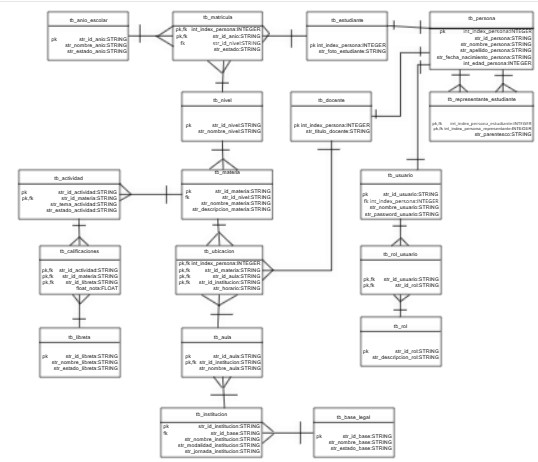 tb_anio_escolar
pk str_id_anio:STRING
str_nombre_anio:STRING
str_estado_anio:STRING
tb_matricula
pk,fk int_index_persona:INTEGER
pk,fk str_id_anio:STRING
fk str_id_nivel:STRING
str_estado:STRING
tb_estudiante
pk int_index_persona:INTEGER
str_foto_estudiante:STRING
tb_persona
pk int_index_persona:INTEGER
str_id_persona:STRING
str_nombre_persona:STRING
str_apellido_persona:STRING
str_fecha_nacimiento_persona:STRING
int_edad_persona:INTEGER
tb_nivel
pk str_id_nivel:STRING
str_nombre_nivel:STRING
tb_docente
pk int_index_persona:INTEGER
str_titulo_docente:STRING
tb_representante_estudiante
pk,fk str_index_persona_estudiante:INTEGER
pk,fk int_index_persona_representante:INTEGER
str_parentesco:STRING
tb_actividad
pk str_id_actividad:STRING
pk,fk str_id_materia:STRING
str_tema_actividad:STRING
str_estado_actividad:STRING
tb_materia
pk str_id_materia:STRING
fk str_id_nivel:STRING
str_nombre_materia:STRING
str_descripcion_materia:STRING
tb_usuario
pk str_id_usuario:STRING
fk int_index_persona:INTEGER
str_nombre_usuario:STRING
str_password_usuario:STRING
tb_calificaciones
pk,fk str_id_actividad:STRING
pk,fk str_id_materia:STRING
pk,fk str_id_libreta:STRING
float_nota:FLOAT
tb_ubicacion
pk,fk int_index_persona:INTEGER
pk,fk str_id_materia:STRING
pk,fk str_id_aula:STRING
pk,fk str_id_institucion:STRING
str_horario:STRING
tb_rol_usuario
pk,fk str_id_usuario:STRING
pk,fk str_id_rol:STRING
tb_libreta
pk str_id_libreta:STRING
str_nombre_libreta:STRING
str_estado_libreta:STRING
tb_aula
pk str_id_aula:STRING
pk,fk str_id_institucion:STRING
str_nombre_aula:STRING
tb_rol
pk str_id_rol:STRING
str_descripcion_rol:STRING
tb_institucion
pk str_id_institucion:STRING
fk str_id_base:STRING
str_nombre_institucion:STRING
str_modalidad_institucion:STRING
str_jornada_institucion:STRING
tb_base_legal
pk str_id_base:STRING
str_nombre_base:STRING
str_estado_base:STRING